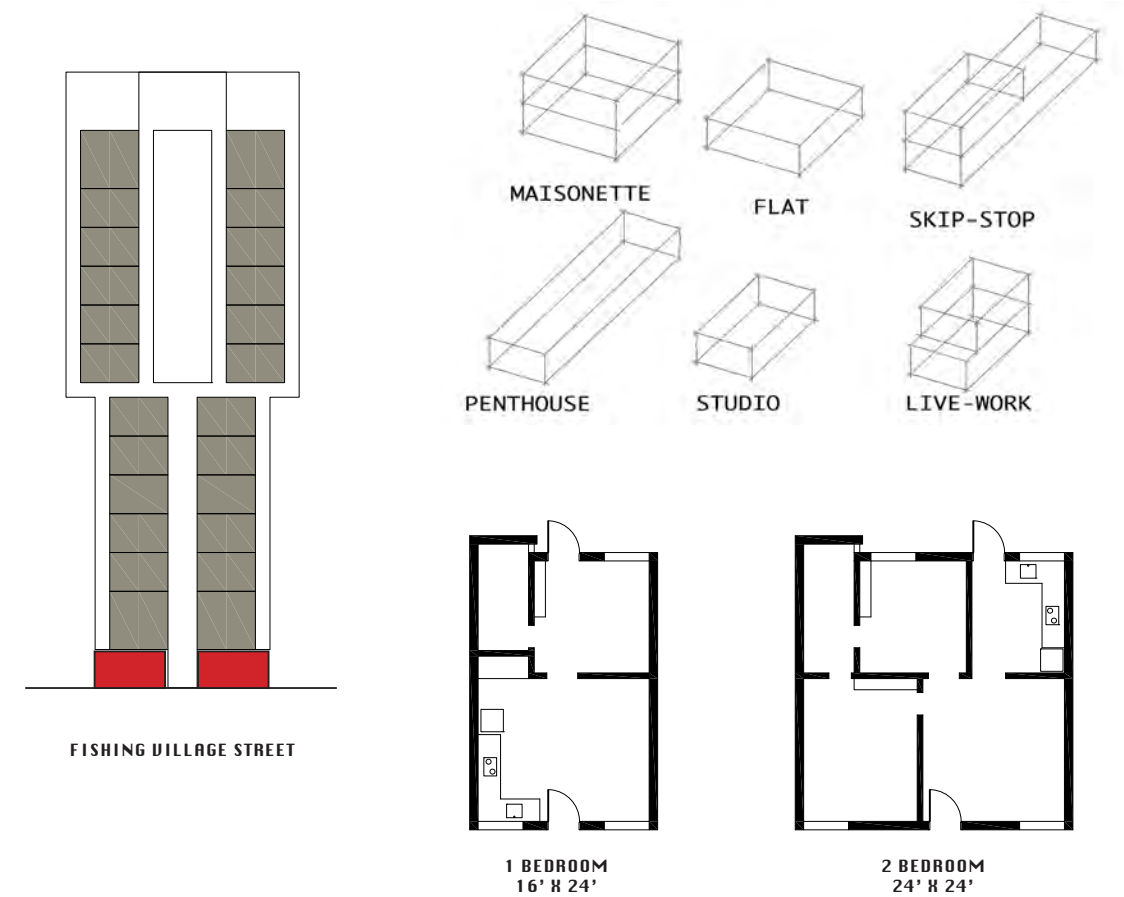 MAISONETTE
FLAT
SKIP-STOP
PENTHOUSE
STUDIO
LIVE-WORK
FISHING VILLAGE STREET
1 BEDROOM
16' X 24'
2 BEDROOM
24' X 24'